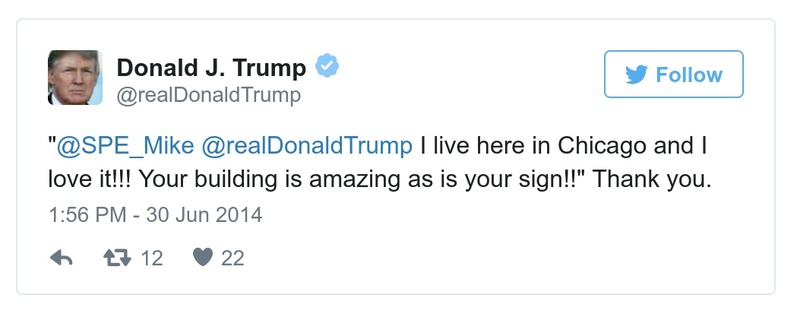 Donald J. Trump
@realDonaldTrump
Follow
"@SPE_Mike @realDonaldTrump I live here in Chicago and I
love it!!! Your building is amazing as is your sign!!" Thank you.
1:56 PM - 30 Jun 2014
12 22